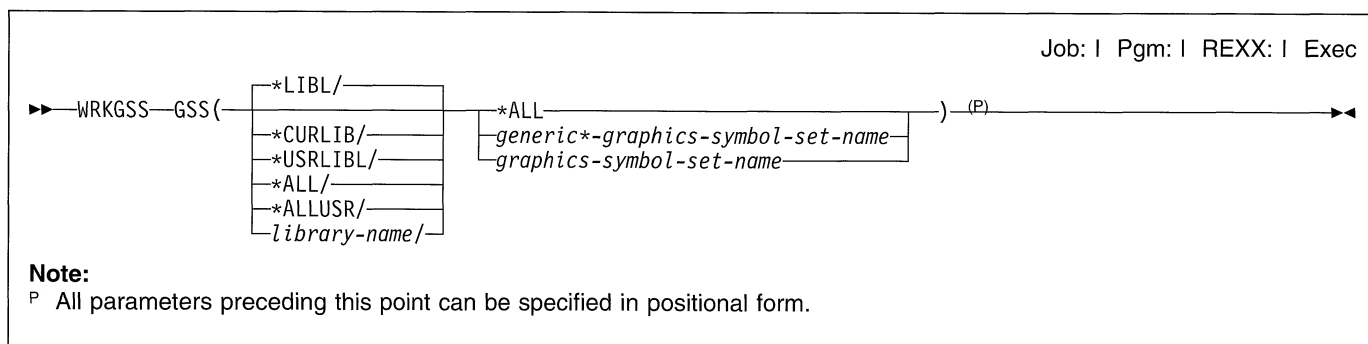 Job: I Pgm: I REXX: I Exec
*LIBL/
WRKGSS GSS( *ALL ) (P)
*CURLIB/ generic*-graphics-symbol-set-name
*USRLIBL/ graphics-symbol-set-name
*ALL/
*ALLUSR/
library-name/
Note:
P All parameters preceding this point can be specified in positional form.